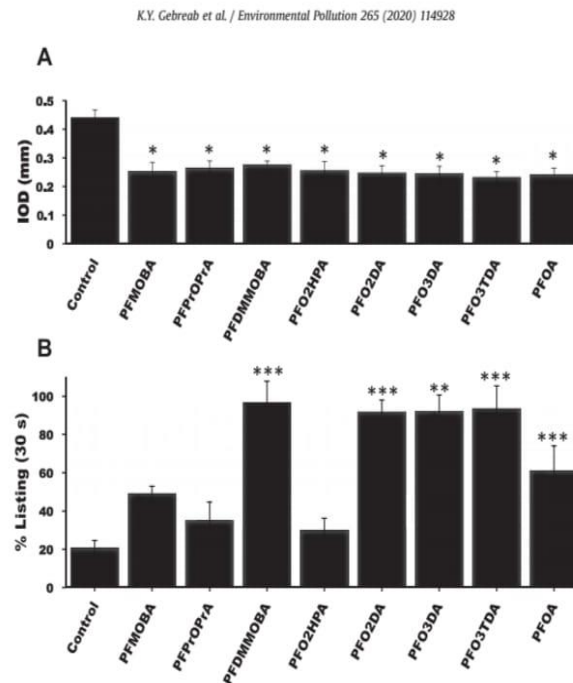 K.Y. Gebreab et al. / Environmental Pollution 265 (2020) 114928
A
0.5
0.4
0.3
0.2
0.1
0
IOD (mm)
* * * * * * * *
Control PFMOBA PFPrOPrA PFDMMOBA PFO2HPA PFO2DA PFO3DA PFO3TDA PFOA
B
100
80
60
40
20
0
% Listing (30 s)
*** *** ** *** ***
Control PFMOBA PFPrOPrA PFDMMOBA PFO2HPA PFO2DA PFO3DA PFO3TDA PFOA